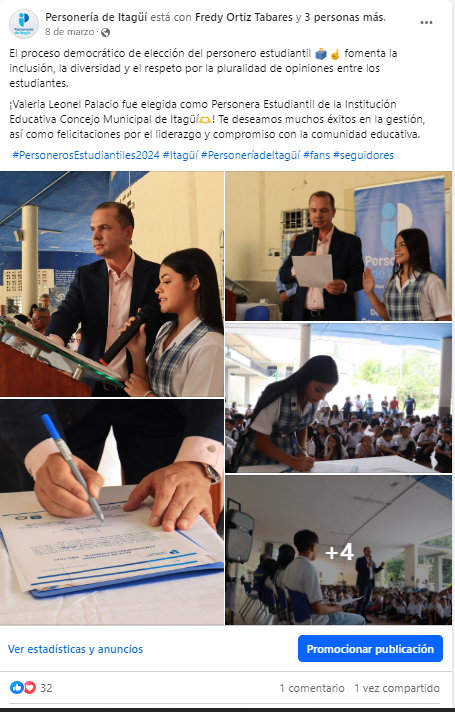 Personería de Itagüí está con Fredy Ortiz Tabares y 3 personas más.
8 de marzo ·
El proceso democrático de elección del personero estudiantil 🗳️☝️ fomenta la
inclusión, la diversidad y el respeto por la pluralidad de opiniones entre los
estudiantes.
¡Valeria Leonel Palacio fue elegida como Personera Estudiantil de la Institución
Educativa Concejo Municipal de Itagüí🫶! Te deseamos muchos éxitos en la gestión,
así como felicitaciones por el liderazgo y compromiso con la comunidad educativa.
#PersonerosEstudiantiles2024 #Itagüí #PersoneríadeItagüí #fans #seguidores
Personería
de Itagüí
+4
Ver estadísticas y anuncios
Promocionar publicación
32
1 comentario 1 vez compartido